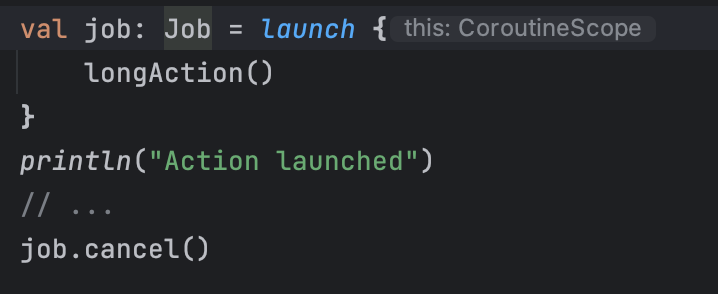 val job: Job = launch { this: CoroutineScope
    longAction()
}
println("Action launched")
// ...
job.cancel()